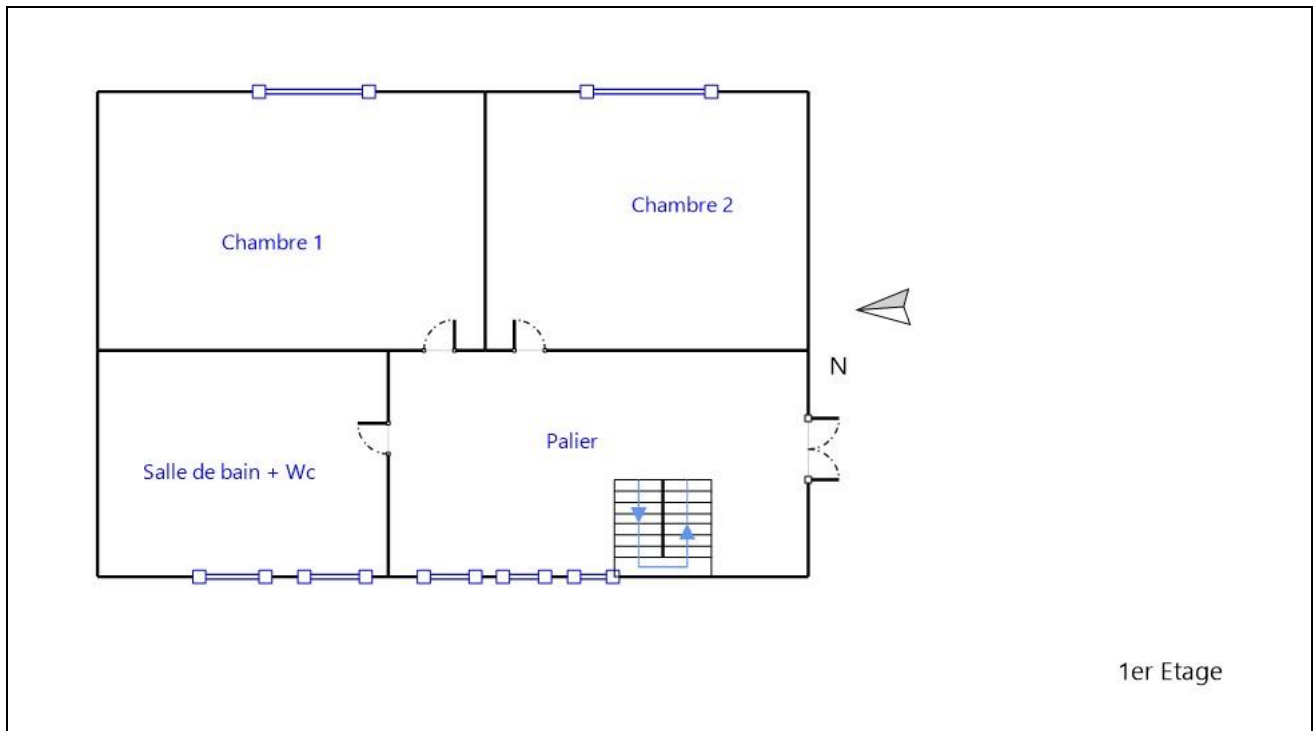 Chambre 2
Chambre 1
N
Palier
Salle de bain + Wc
1er Etage